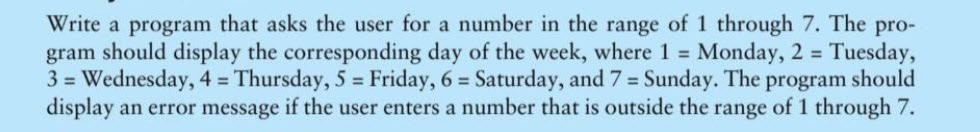 Write a program that asks the user for a number in the range of 1 through 7. The pro-
gram should display the corresponding day of the week, where 1 = Monday, 2 = Tuesday,
3 = Wednesday, 4 = Thursday, 5 = Friday, 6 = Saturday, and 7 = Sunday. The program should
display an error message if the user enters a number that is outside the range of 1 through 7.